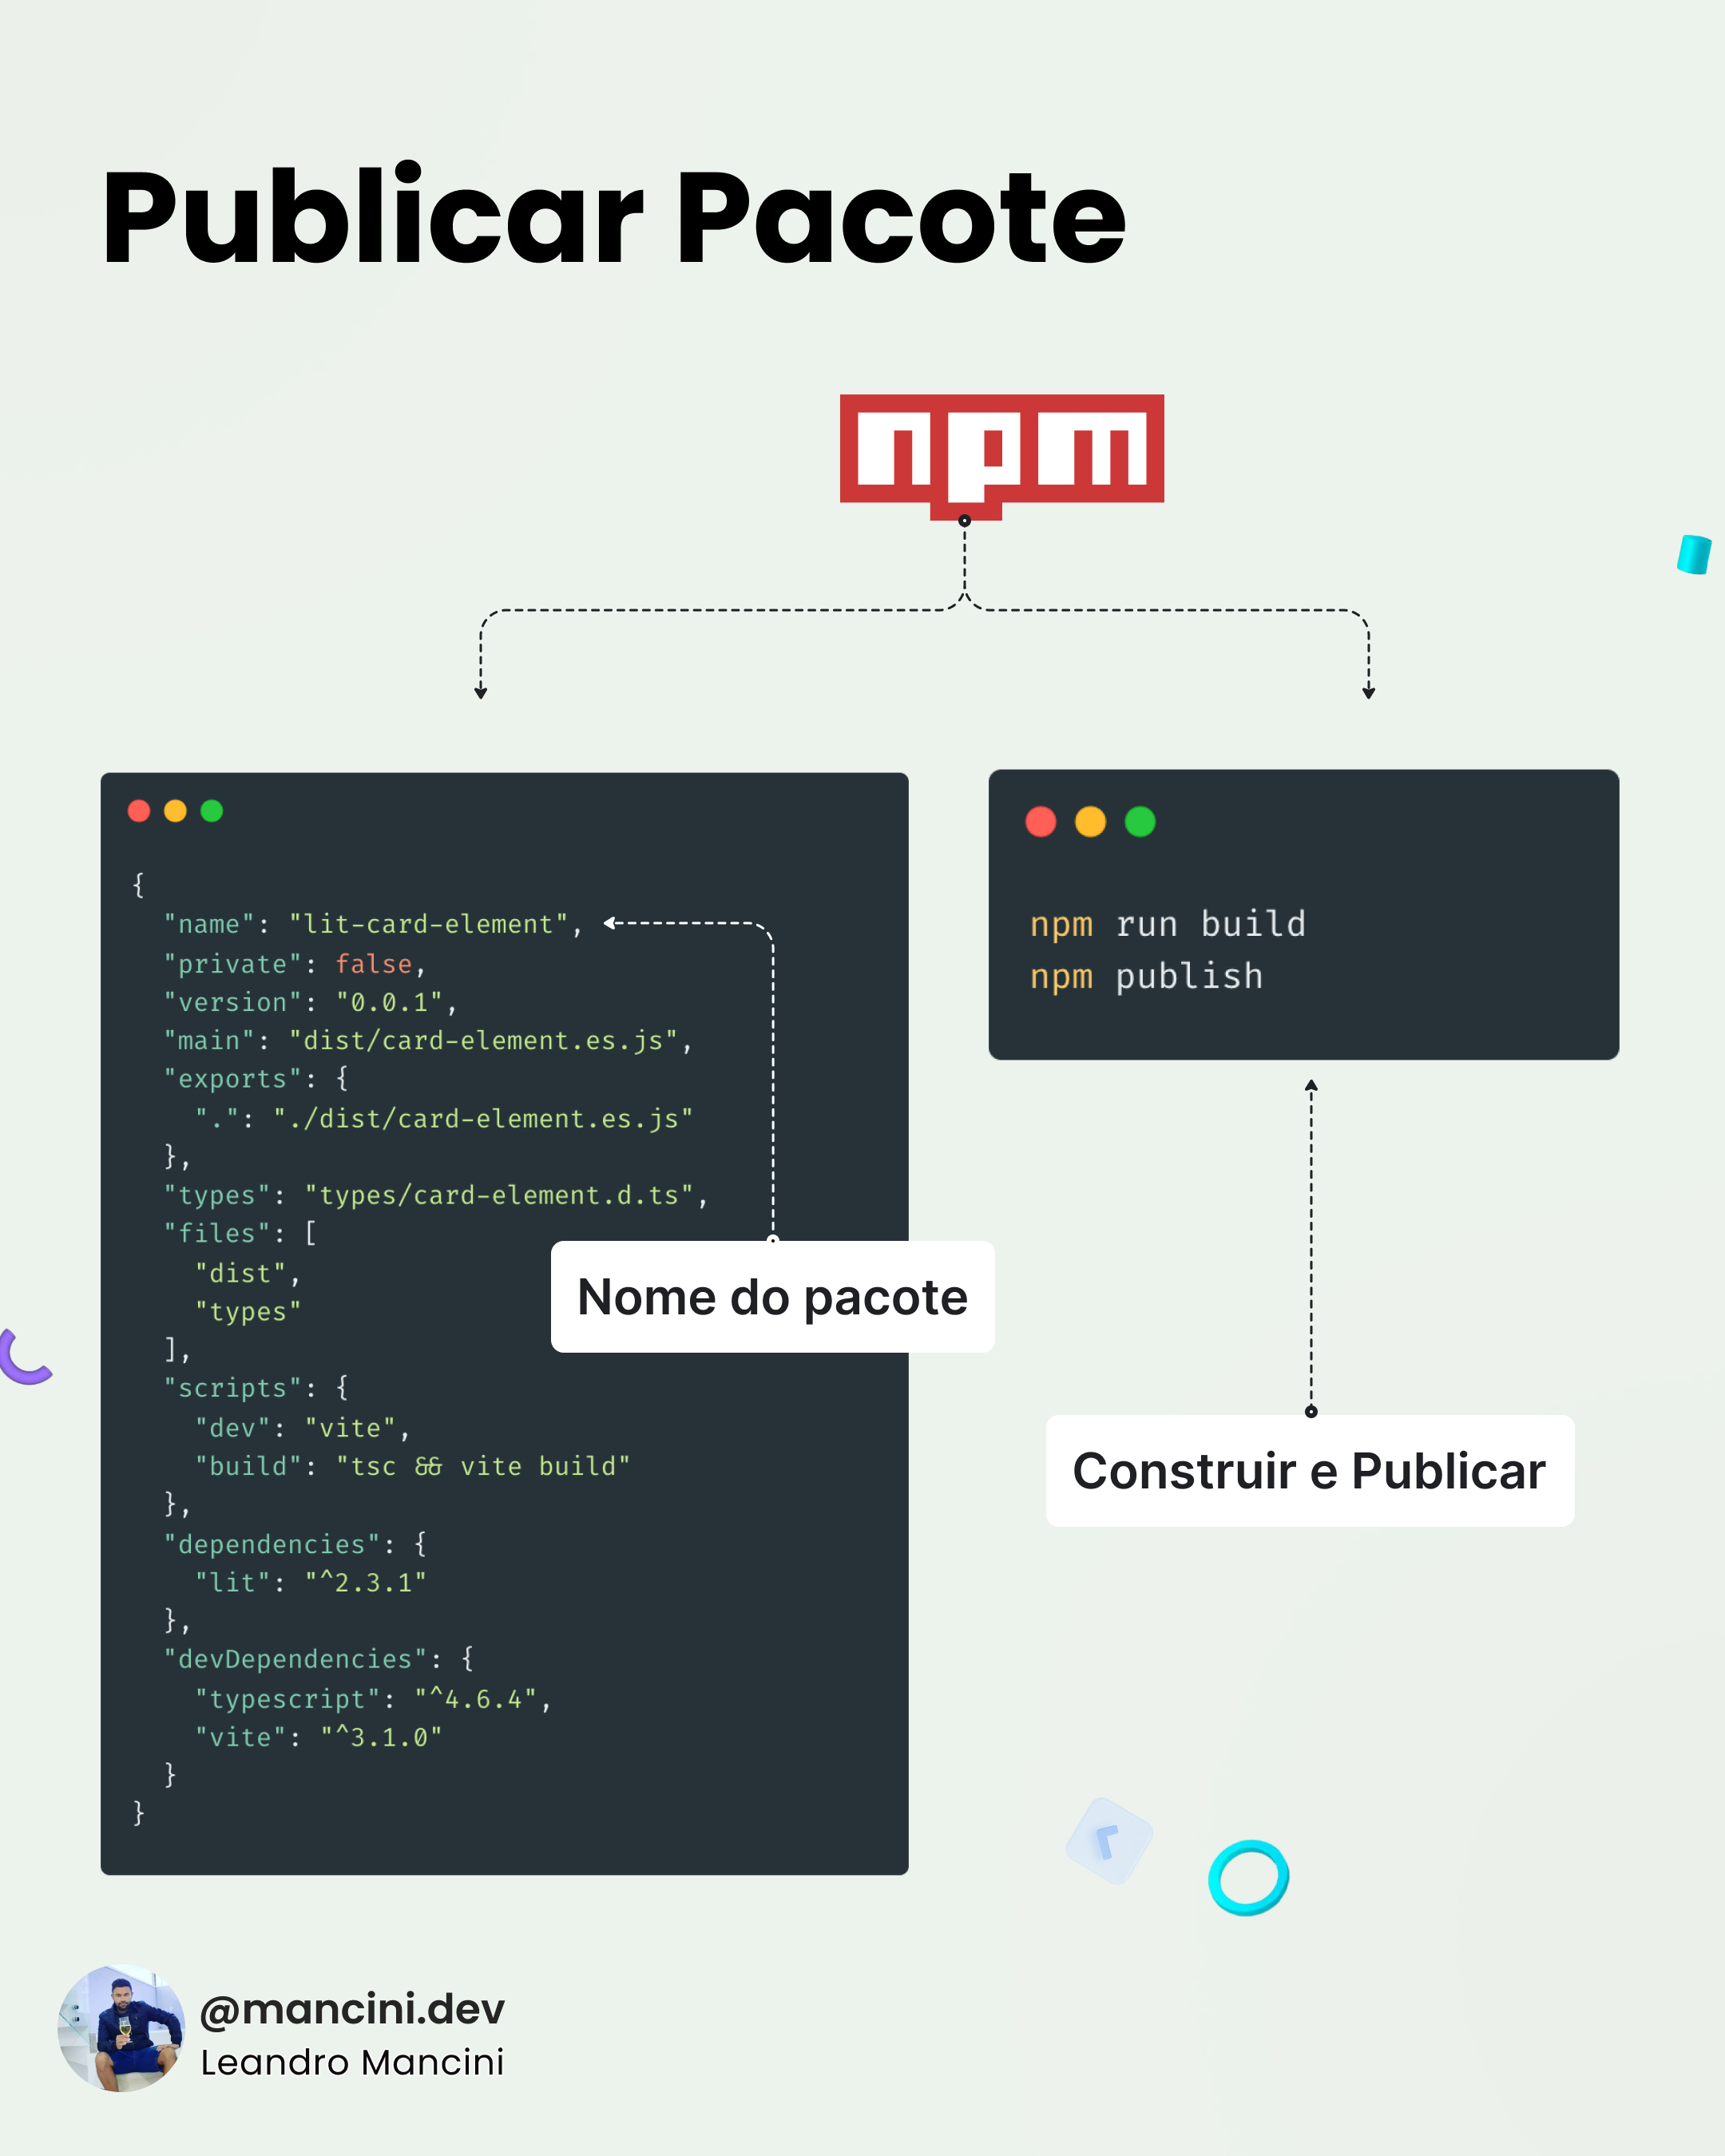 Publicar Pacote
npm
{
  "name": "lit-card-element",
  "private": false,
  "version": "0.0.1",
  "main": "dist/card-element.es.js",
  "exports": {
    ".": "./dist/card-element.es.js"
  },
  "types": "types/card-element.d.ts",
  "files": [
    "dist",
    "types"
  ],
  "scripts": {
    "dev": "vite",
    "build": "tsc && vite build"
  },
  "dependencies": {
    "lit": "^2.3.1"
  },
  "devDependencies": {
    "typescript": "^4.6.4",
    "vite": "^3.1.0"
  }
}
Nome do pacote
npm run build
npm publish
Construir e Publicar
@mancini.dev
Leandro Mancini